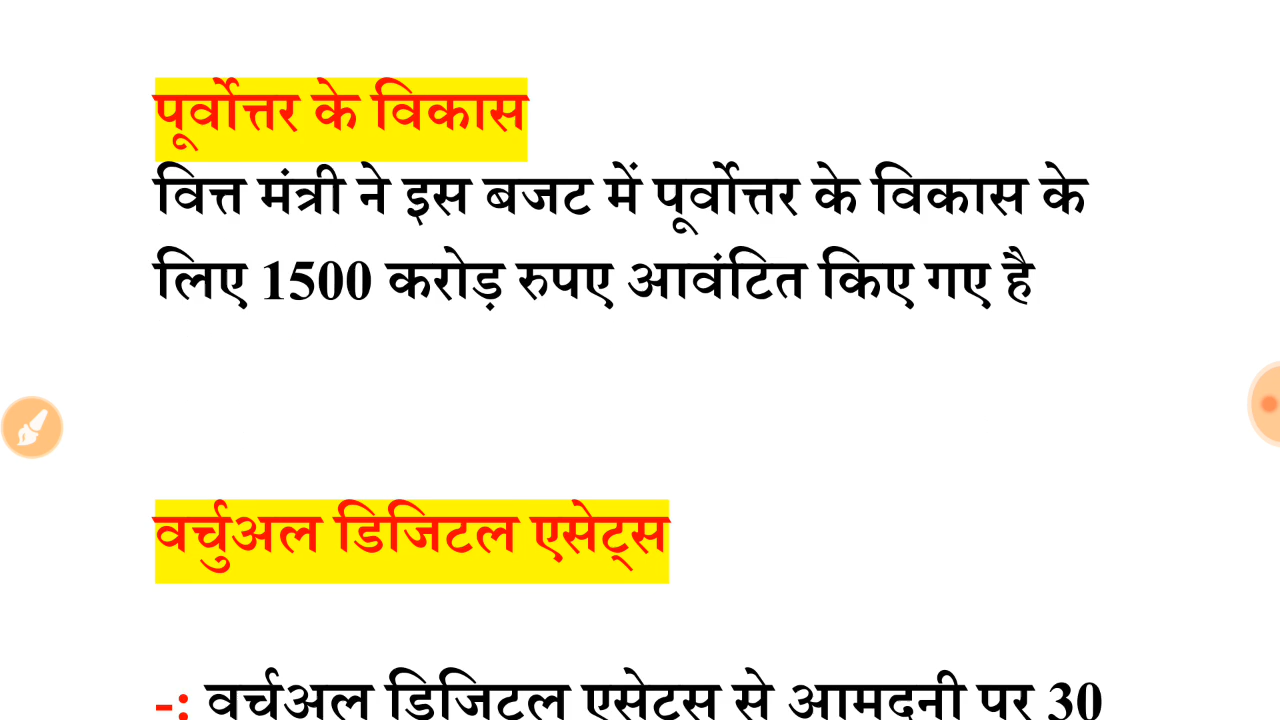 पूर्वोत्तर के विकास
वित्त मंत्री ने इस बजट में पूर्वोत्तर के विकास के
लिए 1500 करोड़ रुपए आवंटित किए गए है
वर्चुअल डिजिटल एसेट्स
-: वर्चुअल डिजिटल एसेट्स से आमदनी पर 30